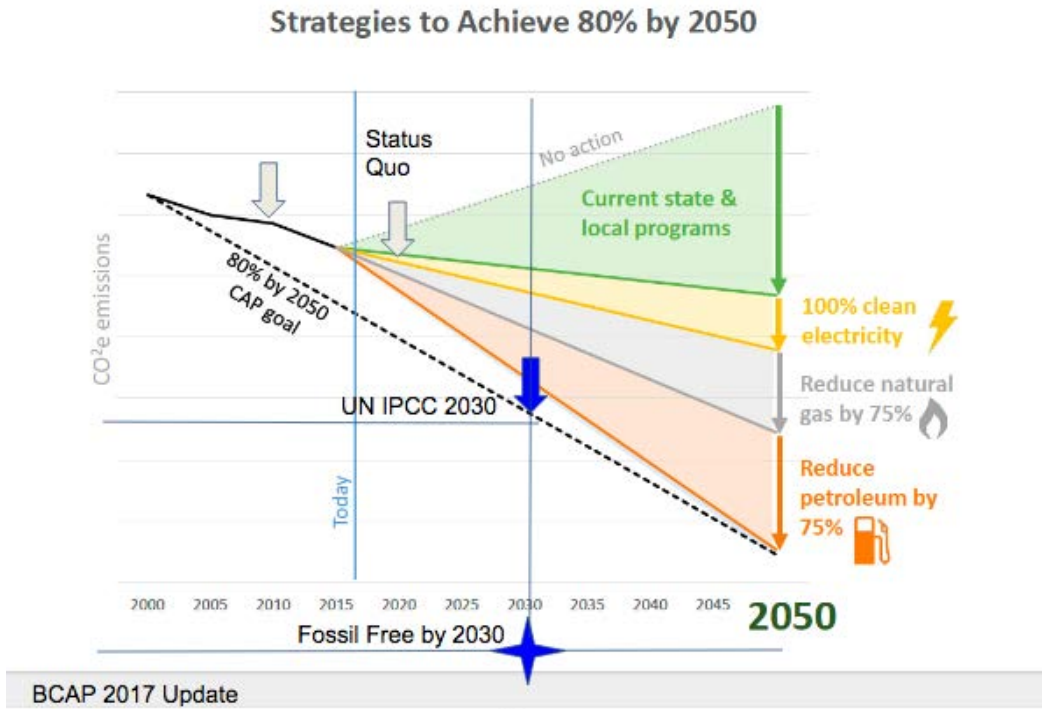 Strategies to Achieve 80% by 2050
Status
Quo
No action
Current state &
local programs
80% by 2050
CAP goal
CO²e emissions
100% clean
electricity
Reduce natural
gas by 75%
UN IPCC 2030
Reduce
petroleum by
75%
Today
2000 2005 2010 2015 2020 2025 2030 2035 2040 2045 2050
Fossil Free by 2030
BCAP 2017 Update